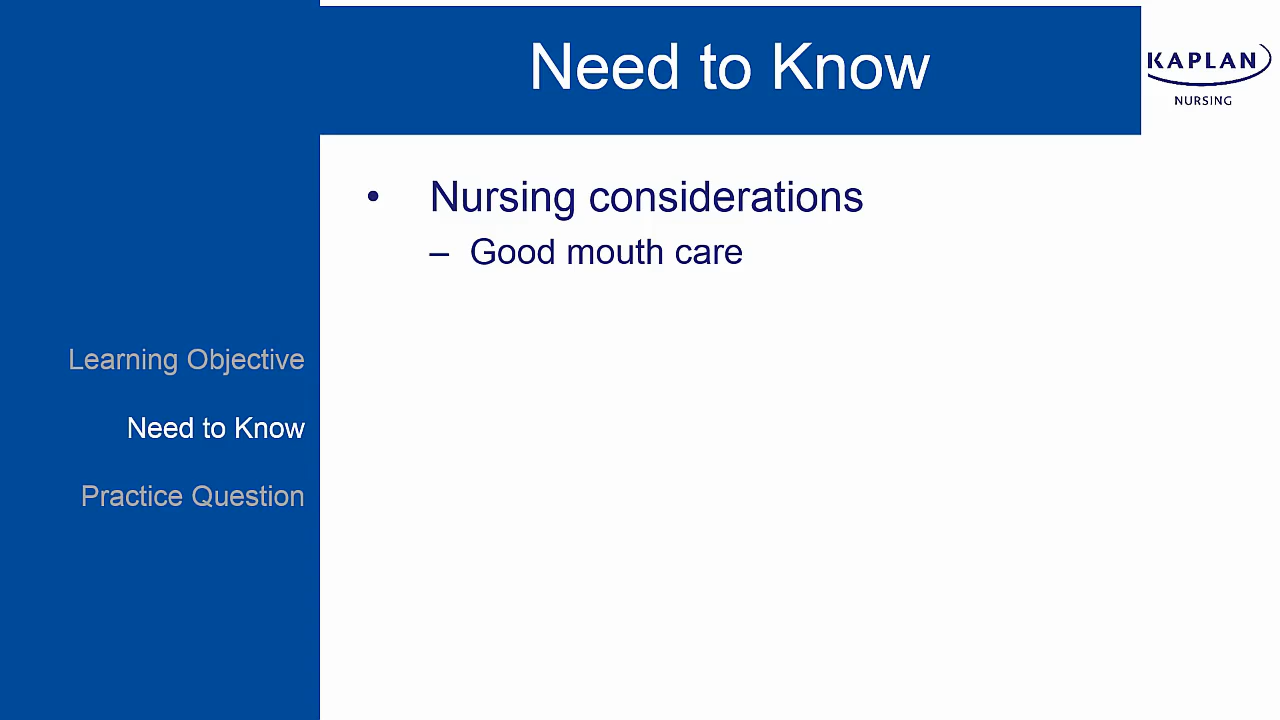 Need to Know
KAPLAN
NURSING
• Nursing considerations
– Good mouth care
Learning Objective
Need to Know
Practice Question